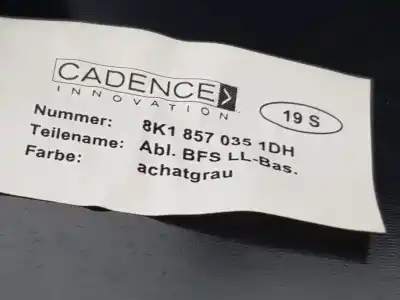 CADENCE
INNOVATION
19 S
Nummer: 8K1 857 035 1DH
Teilename: Abl. BFS LL-Bas.
Farbe: achatgrau